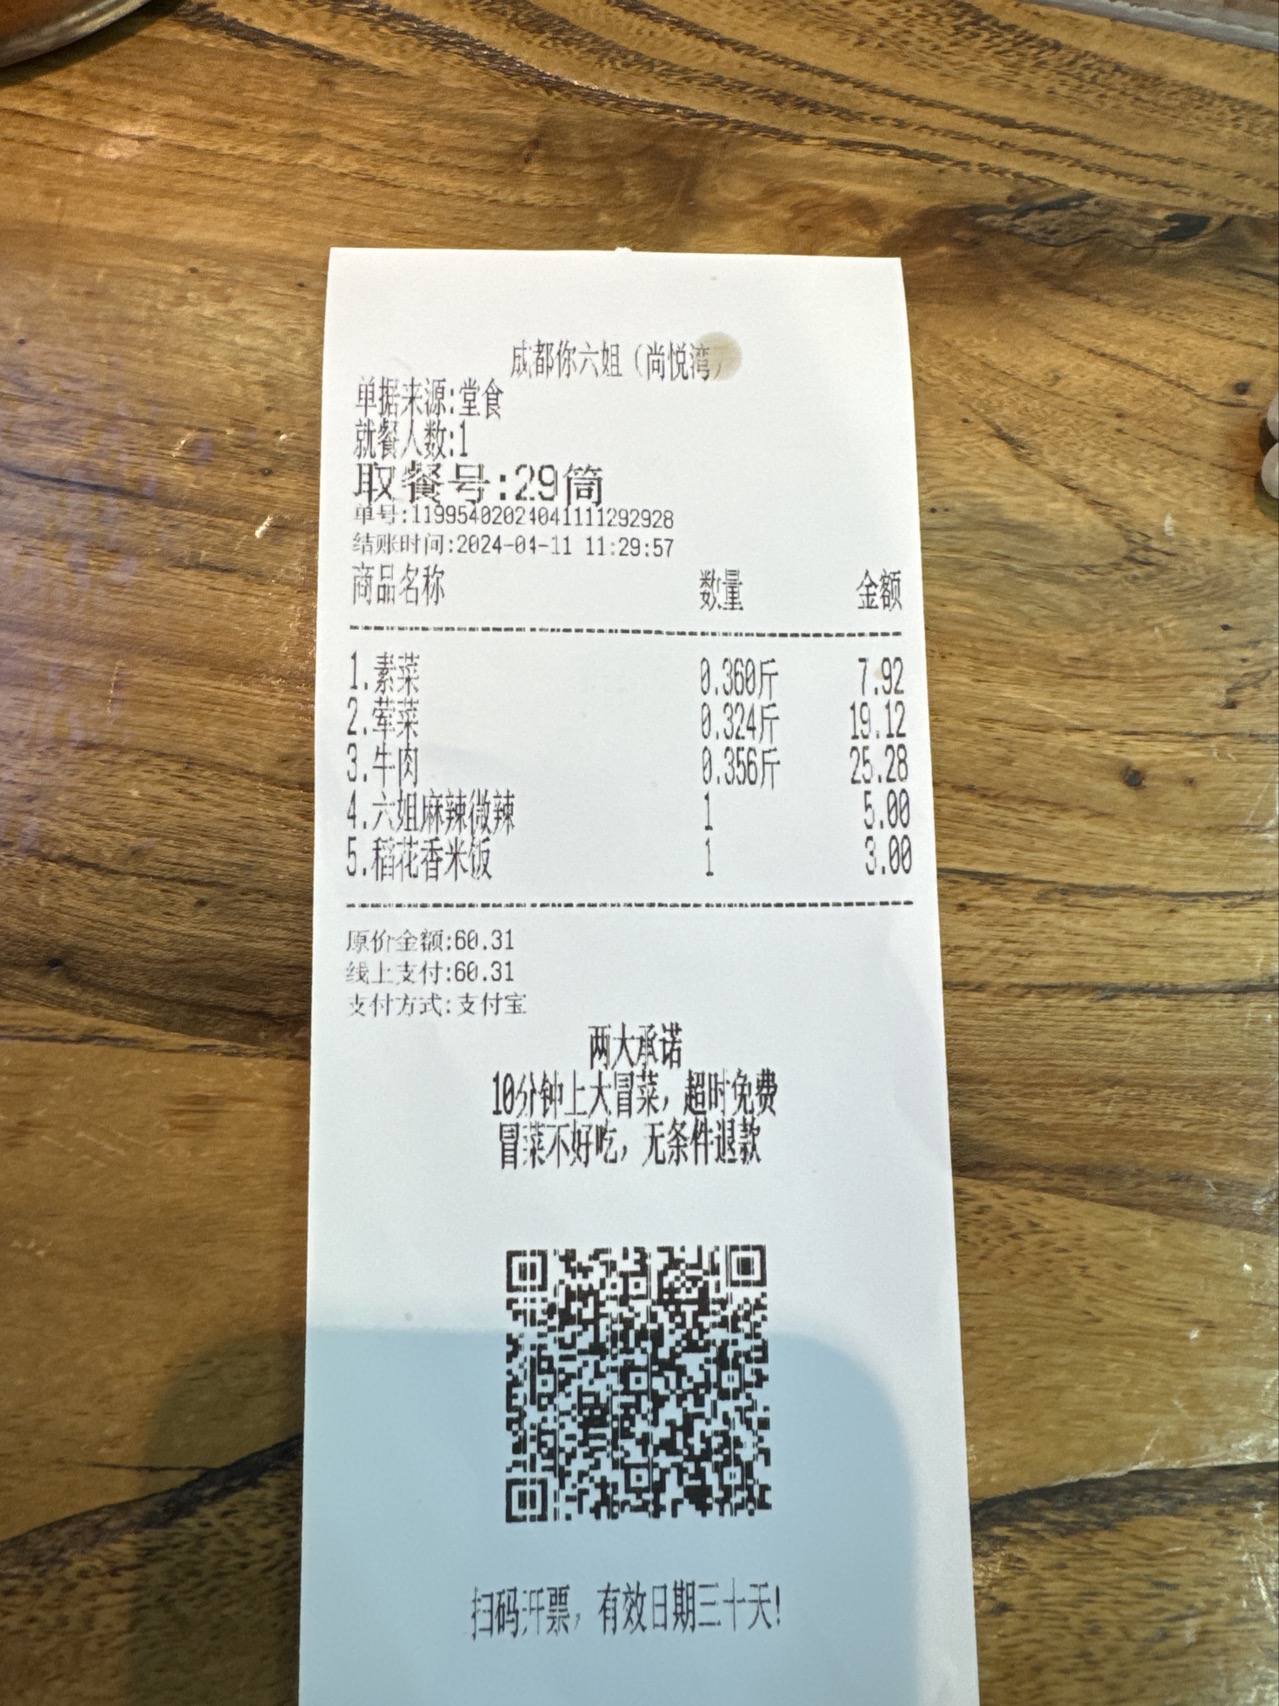 成都你六姐（尚悦湾）
单据来源:堂食
就餐人数:1
取餐号:29筒
单号:11995402024041111292928
结账时间:2024-04-11 11:29:57
商品名称 数量 金额
1.素菜 0.360斤 7.92
2.荤菜 0.324斤 19.12
3.牛肉 0.356斤 25.28
4.六姐麻辣微辣 1 5.00
5.稻花香米饭 1 3.00
原价金额:60.31
线上支付:60.31
支付方式:支付宝
两大承诺
10分钟上大冒菜，超时免费
冒菜不好吃，无条件退款
扫码开票，有效日期三十天!